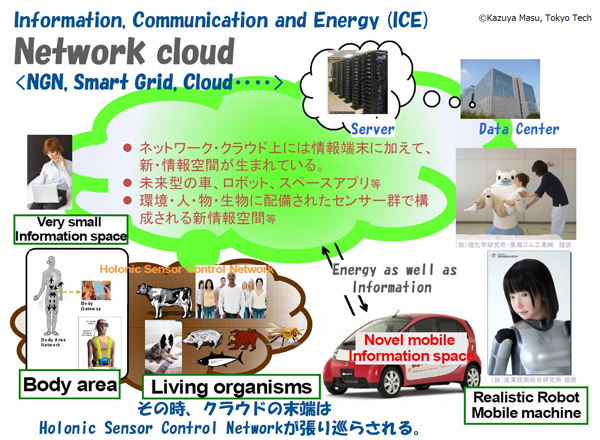 Information, Communication and Energy (ICE)
©Kazuya Masu, Tokyo Tech
Network cloud
<NGN, Smart Grid, Cloud・・・・>
Server
Data Center
● ネットワーク・クラウド上には情報端末に加えて、
新・情報空間が生まれている。
● 未来型の車、ロボット、スペースアプリ等
● 環境・人・物・生物に配備されたセンサー群で構
成される新情報空間等
Very small
Information space
(独)理化学研究所・東海ゴム工業㈱ 提供
Holonic Sensor Control Network
Energy as well as
Information
Body
Gateway
Body Area
Network
Novel mobile
Information space
(独)産業技術総合研究所 提供
Body area
Living organisms
Realistic Robot
Mobile machine
その時、クラウドの末端は
Holonic Sensor Control Networkが張り巡らされる。